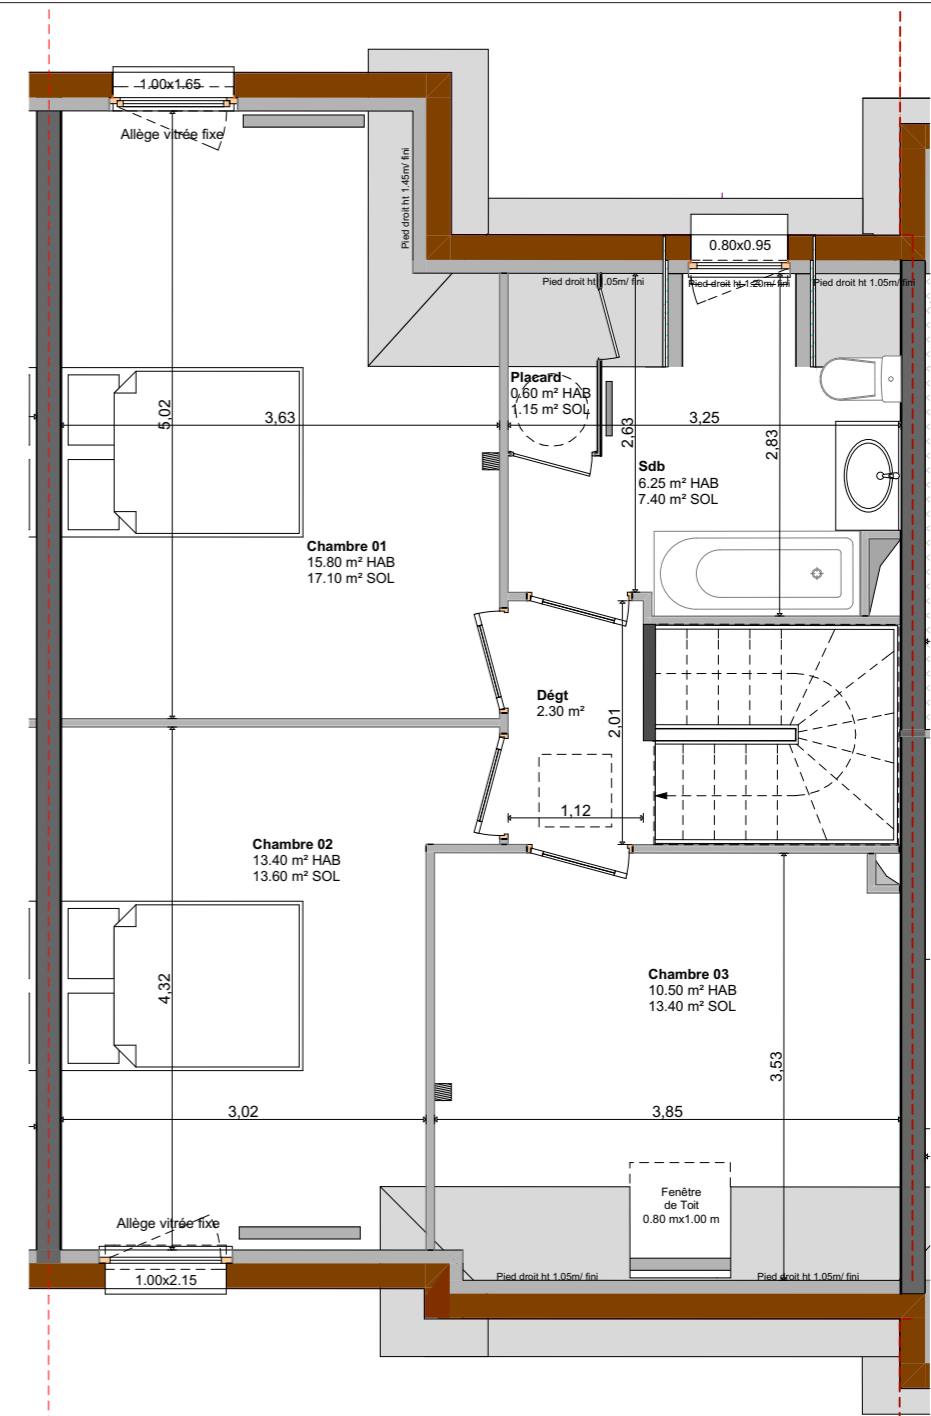 1.00x1.65
Allège vitrée fixe
Pied droit ht 1.45m/ fini
0.80x0.95
Pied droit ht 1.05m/ fini
Pied droit ht 1.20m/ fini
Pied droit ht 1.05m/ fini
Placard
0.60 m² HAB
1.15 m² SOL
5,02
3,63
2,63
3,25
2,83
Sdb
6.25 m² HAB
7.40 m² SOL
Chambre 01
15.80 m² HAB
17.10 m² SOL
Dégt
2.30 m²
2,01
1,12
Chambre 02
13.40 m² HAB
13.60 m² SOL
4,32
Chambre 03
10.50 m² HAB
13.40 m² SOL
3,53
3,02
3,85
Fenêtre
de Toit
0.80 mx1.00 m
Allège vitrée fixe
1.00x2.15
Pied droit ht 1.05m/ fini
Pied droit ht 1.05m/ fini